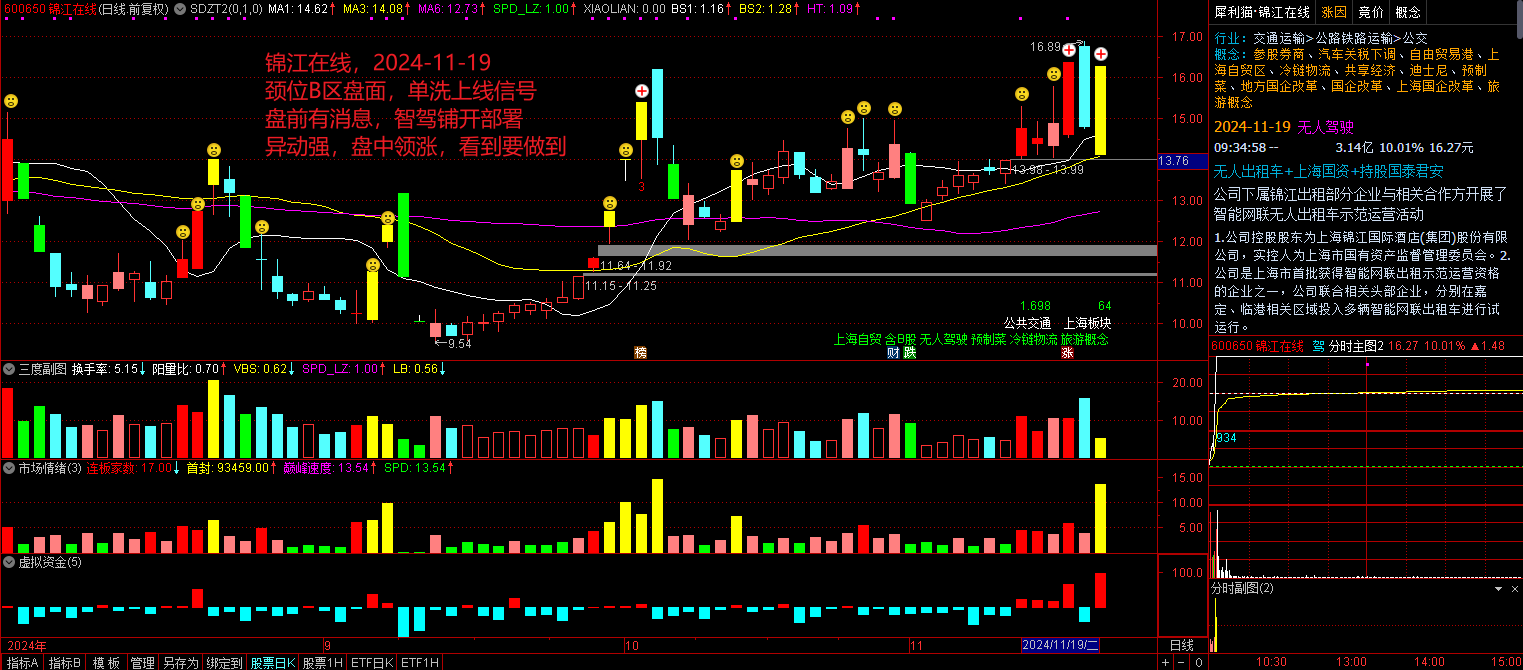 600650 锦江在线(日线.前复权) SDZT2(0,1,0) MA1: 14.62↑ MA3: 14.08↑ MA6: 12.73↑ SPD_LZ: 1.00↑ XIAOLIAN: 0.00 BS1: 1.16↑ BS2: 1.28↑ HT: 1.09↑
锦江在线，2024-11-19
颈位B区盘面，单洗上线信号
盘前有消息，智驾铺开部署
异动强，盘中领涨，看到要做到
17.00
16.00
15.00
13.76
13.00
12.00
11.00
10.00
16.89
13.98 - 13.99
3
11.64 - 11.92
11.15 - 11.25
9.54
1.698 64
公共交通 上海板块
上海自贸 含B股 无人驾驶 预制菜 冷链物流 旅游概念
榜 财 跌 涨
三度副图 换手率: 5.15↓ 阳量比: 0.70↑ VBS: 0.62↓ SPD_LZ: 1.00↑ LB: 0.56↓
20.00
10.00
市场情绪(3) 连板家数: 17.00↓ 首封: 93459.00↑ 巅峰速度: 13.54↑ SPD: 13.54↑
15.00
10.00
5.00
虚拟资金(5)
100.0
2024年 9 10 11 2024/11/19/二 日线
指标A 指标B 模板 管理 另存为 绑定到 股票日K 股票1H ETF日K ETF1H + - O
犀利猫·锦江在线 涨因 竞价 概念
行业: 交通运输>公路铁路运输>公交
概念: 参股券商、汽车关税下调、自由贸易港、上
海自贸区、冷链物流、共享经济、迪士尼、预制
菜、地方国企改革、国企改革、上海国企改革、旅
游概念
2024-11-19 无人驾驶
09:34:58 -- 3.14亿 10.01% 16.27元
无人出租车+上海国资+持股国泰君安
公司下属锦江出租部分企业与相关合作方开展了
智能网联无人出租车示范运营活动
1.公司控股股东为上海锦江国际酒店(集团)股份有限
公司，实控人为上海市国有资产监督管理委员会。2.
公司是上海市首批获得智能网联出租示范运营资格
的企业之一，公司联合相关头部企业，分别在嘉
定、临港相关区域投入多辆智能网联出租车进行试
运行。
600650 锦江在线 驾 分时主图2 16.27 10.01% ▲1.48
934
分时副图(2)
10:30 13:00 14:00 15:00